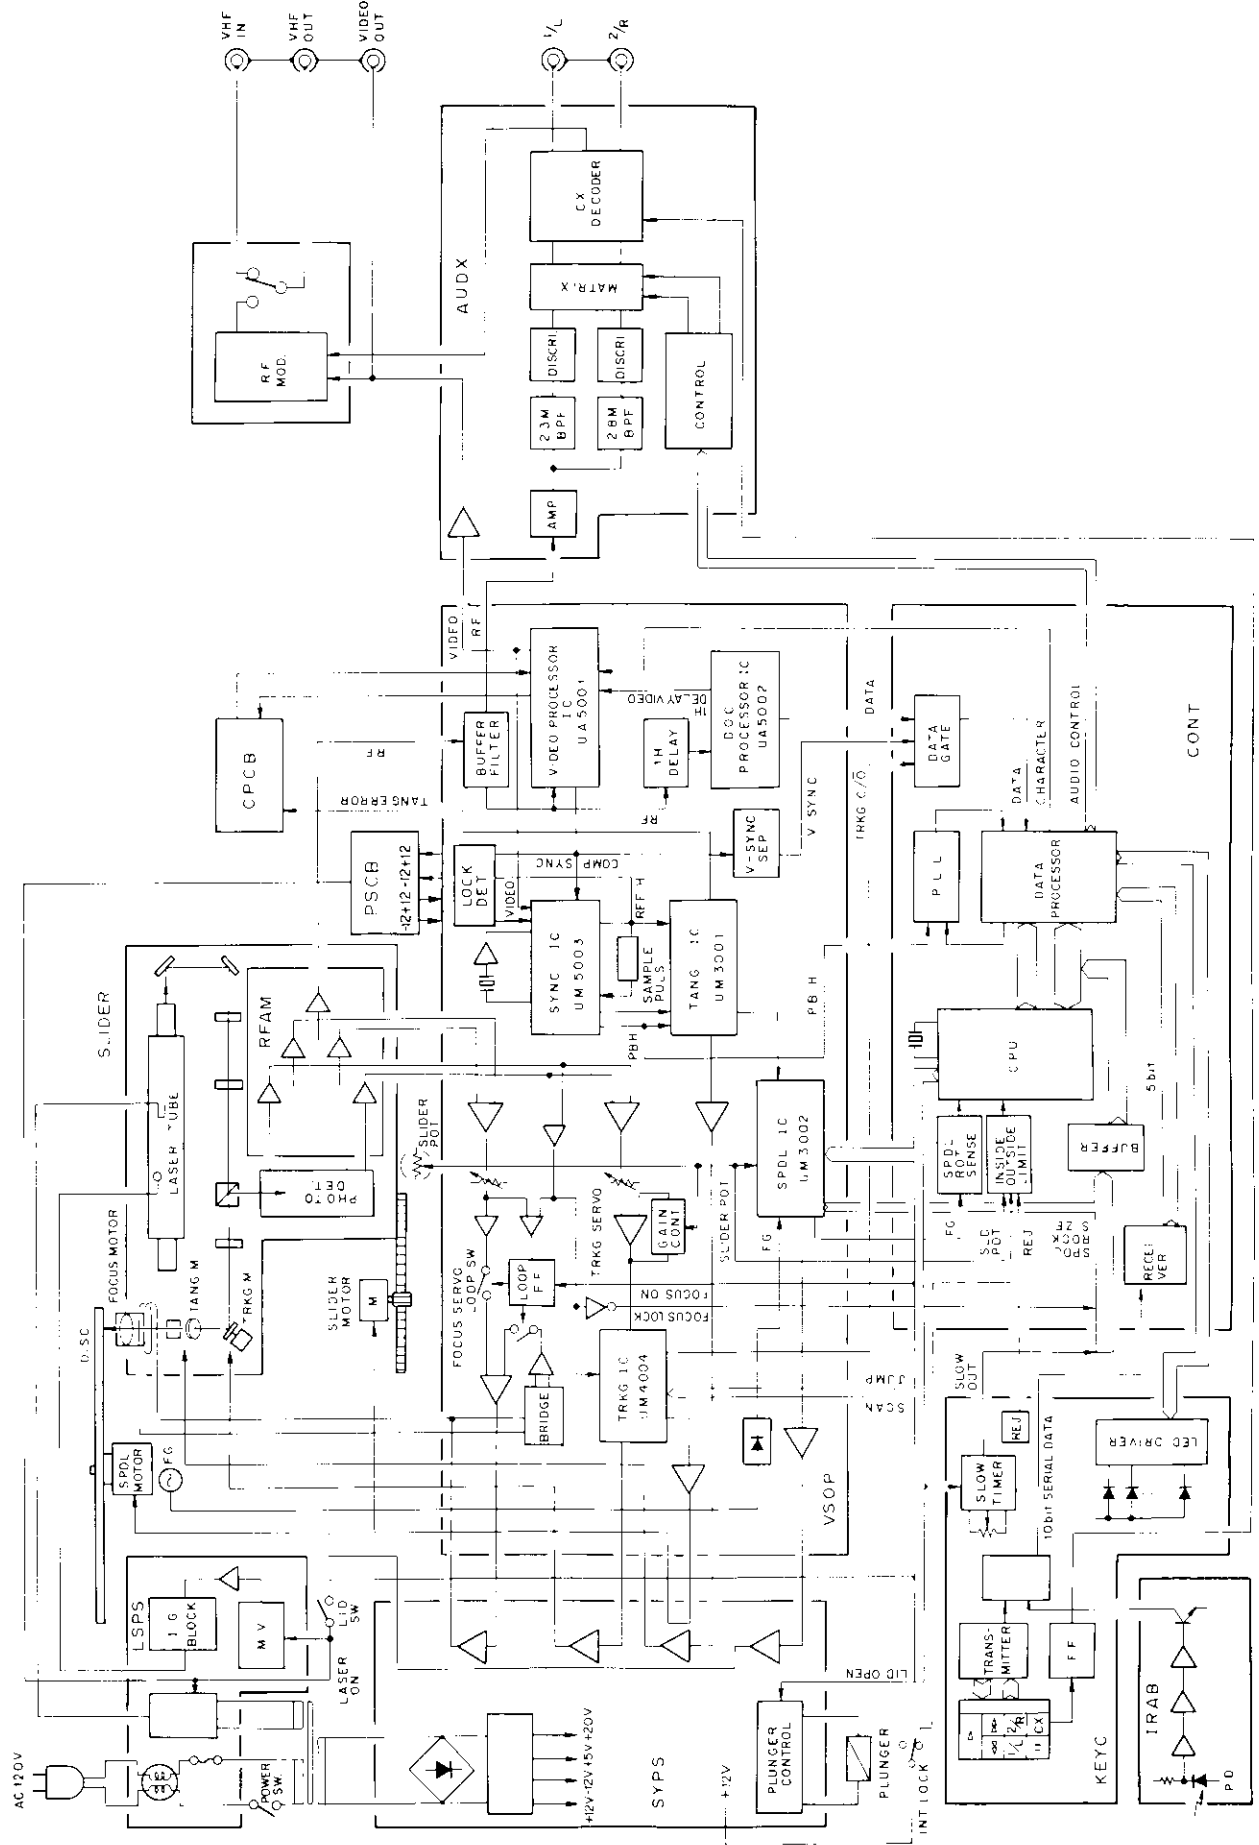 AC 120V
POWER
SW.
LSPS
I G
BLOCK
M V
LASER
ON
LID
SW
DISC
SPDL
MOTOR
FG
FOCUS MOTOR
TANG M
TRKG M
SLIDER
MOTOR
M
SLIDER
LASER TUBE
PHOTO
DET.
RFAM
SLIDER
POT
PSCB
-12+12-12+12
CPCB
TANG ERROR
RF
RF
MOD.
VHF
IN
VHF
OUT
VIDEO
OUT
1/L
2/R
AUDX
AMP
2.3M
BPF
2.8M
BPF
DISCRI.
DISCRI.
MATRIX
CX
DECODER
CONTROL
SYPS
+12V-12V+5V+20V
PLUNGER
CONTROL
LID OPEN
PLUNGER
+12V
INT LOCK
VSOP
FOCUS SERVO
LOOP SW
LOOP
FF
BRIDGE
TRKG SERVO
GAIN
CONT
FOCUS ON
FOCUS LOCK
TRKG IC
UM4004
SLIDER POT
FG
SPDL IC
UM3002
LOCK
DET
VIDEO
SYNC IC
UM5003
COMP SYNC
REF H
SAMPLE
PULS
PBH
TANG IC
UM3001
V-SYNC
SEP
BUFFER
FILTER
VIDEO
RF
VIDEO PROCESSOR
IC
UA5001
RF
1H
DELAY
1H
DELAY VIDEO
DOC
PROCESSOR IC
UA5002
SCAN
JUMP
PB H
TRKG C/O
V SYNC
DATA
CONT
DATA
GATE
P L L
DATA
CHARACTER
AUDIO CONTROL
DATA
PROCESSOR
CPU
SPDL
ROT
SENSE
INSIDE
OUTSIDE
LIMIT
FG
SLD
POT
REJ
BUFFER
5bit
RECEI
VER
SLOW
OUT
KEYC
SLOW
TIMER
REJ
10bit SERIAL DATA
LED DRIVER
TRANS-
MITTER
FF
1/L
2/R
CX
IRAB
PD